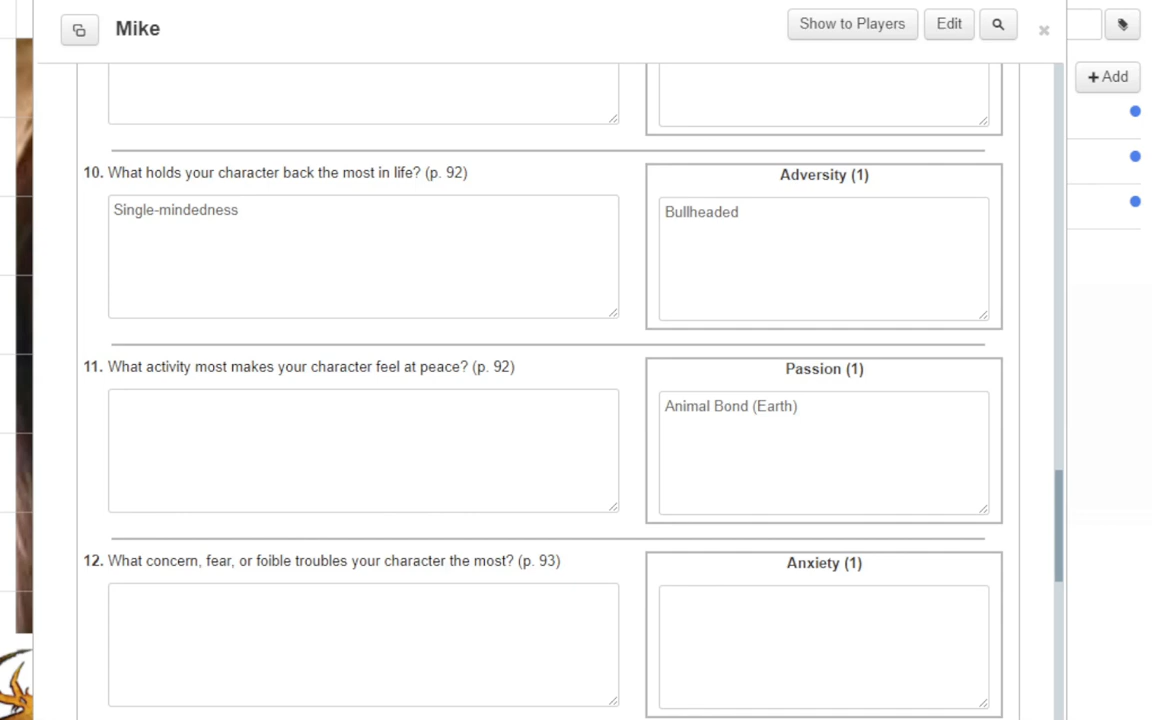 Mike
Show to Players
Edit
Add
10. What holds your character back the most in life? (p. 92)
Adversity (1)
Single-mindedness
Bullheaded
11. What activity most makes your character feel at peace? (p. 92)
Passion (1)
Animal Bond (Earth)
12. What concern, fear, or foible troubles your character the most? (p. 93)
Anxiety (1)